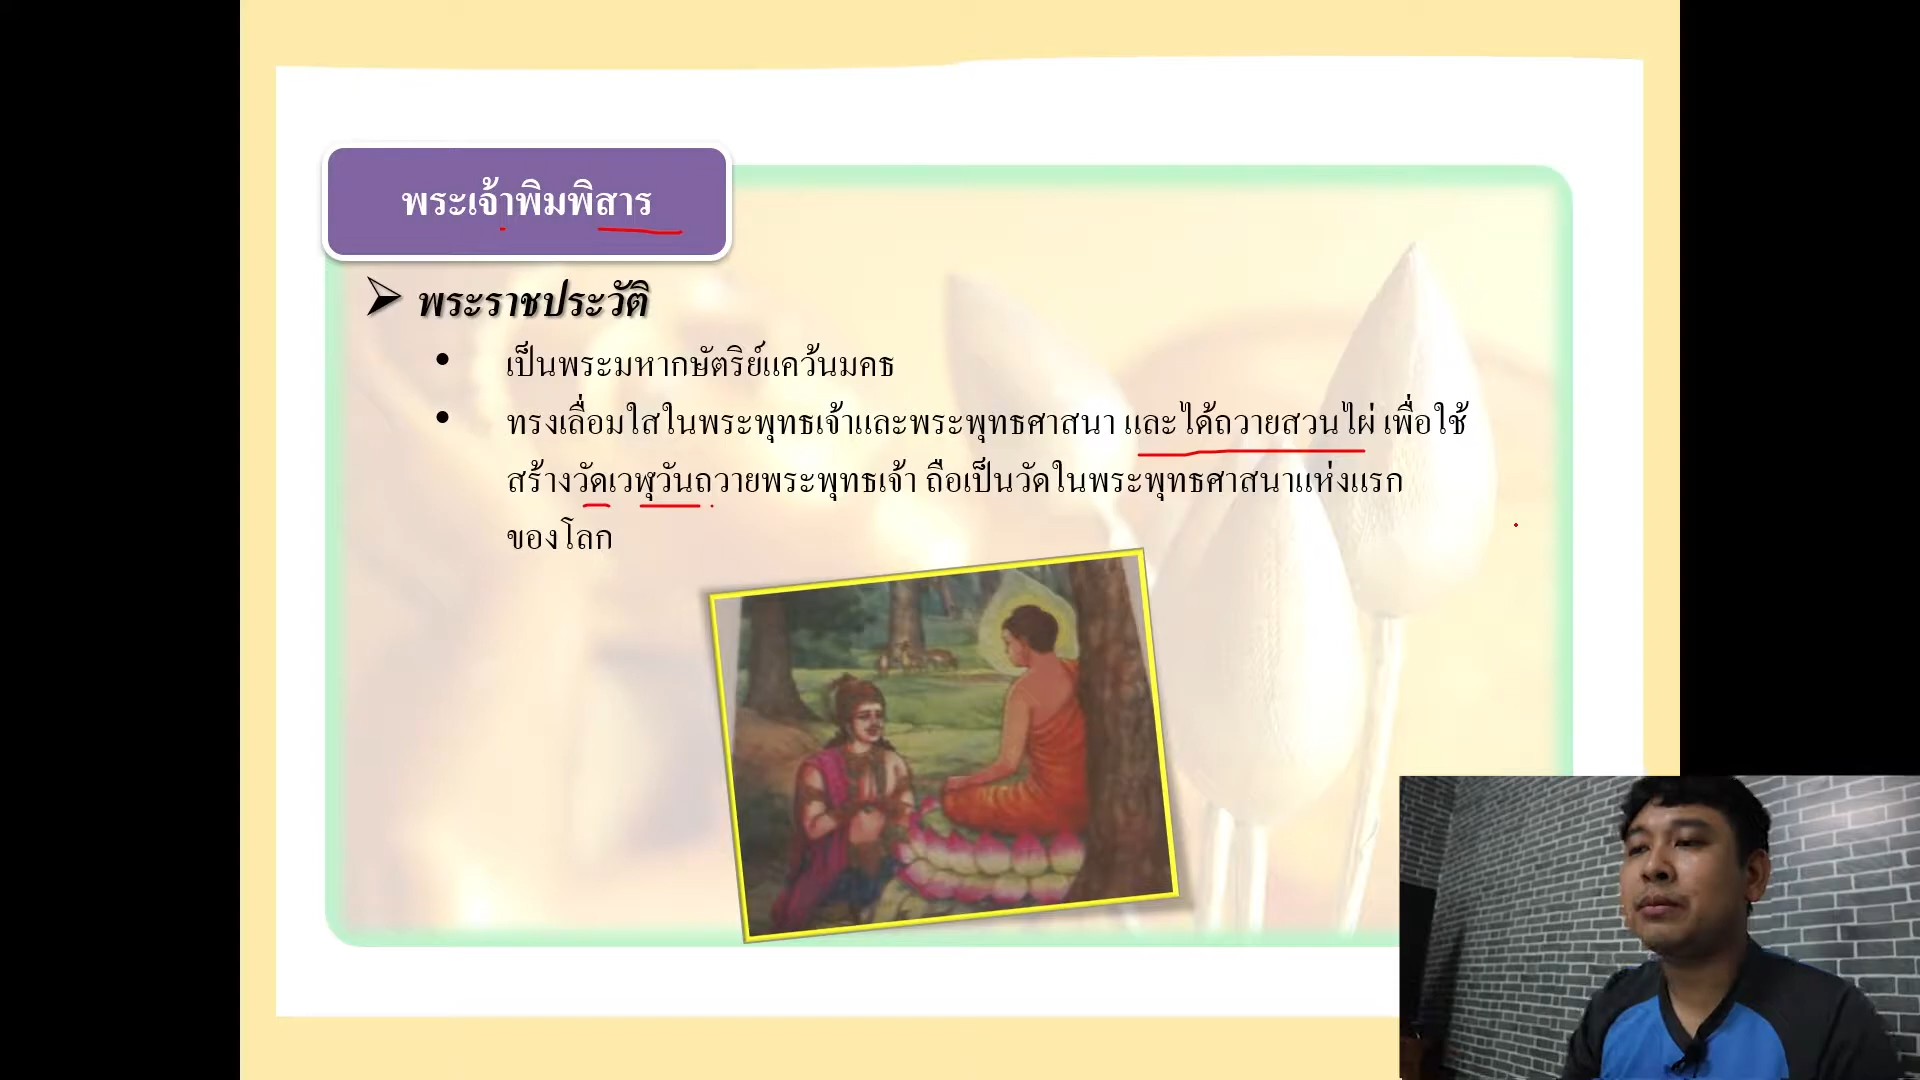 พระเจ้าพิมพิสาร
พระราชประวัติ
เป็นพระมหากษัตริย์แคว้นมคธ
ทรงเลื่อมใสในพระพุทธเจ้าและพระพุทธศาสนา และได้ถวายสวนไผ่ เพื่อใช้
สร้างวัดเวฬุวันถวายพระพุทธเจ้า ถือเป็นวัดในพระพุทธศาสนาแห่งแรก
ของโลก